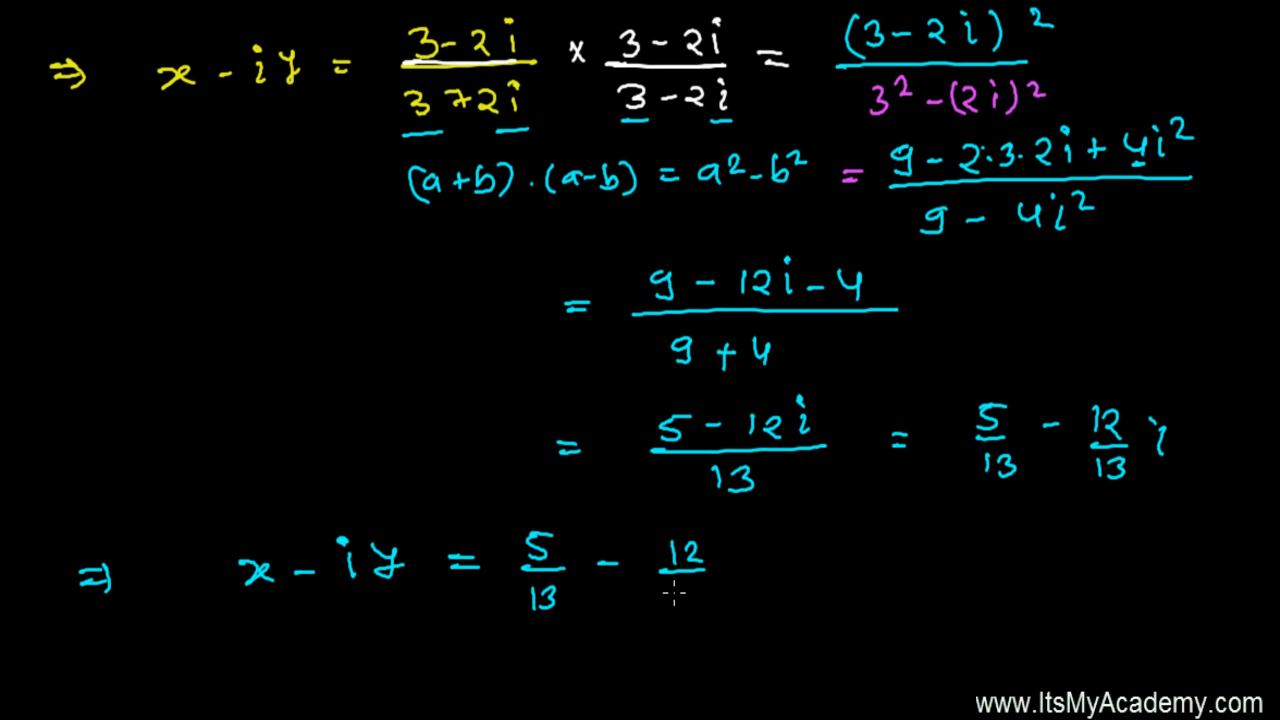 ⇒ x - iy = (3 - 2i)/(3 + 2i) × (3 - 2i)/(3 - 2i) = (3 - 2i)²/(3² - (2i)²)
(a+b).(a-b) = a² - b² = (9 - 2·3·2i + 4i²)/(9 - 4i²)
= (9 - 12i - 4)/(9 + 4)
= (5 - 12i)/13 = 5/13 - 12/13 i
⇒ x - iy = 5/13 - 12/
www.ItsMyAcademy.com